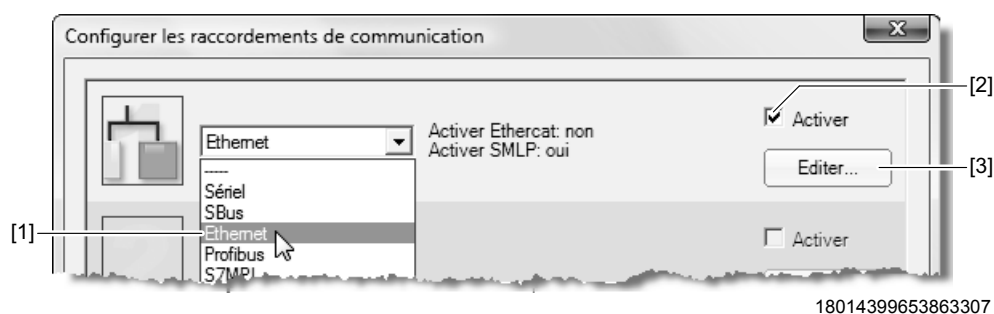 Configurer les raccordements de communication
[2]
Activer
Ethernet
Activer Ethercat: non
Activer SMLP: oui
Editer...
[3]
-----
Sériel
SBus
[1]
Ethernet
Activer
Profibus
S7MPI
18014399653863307